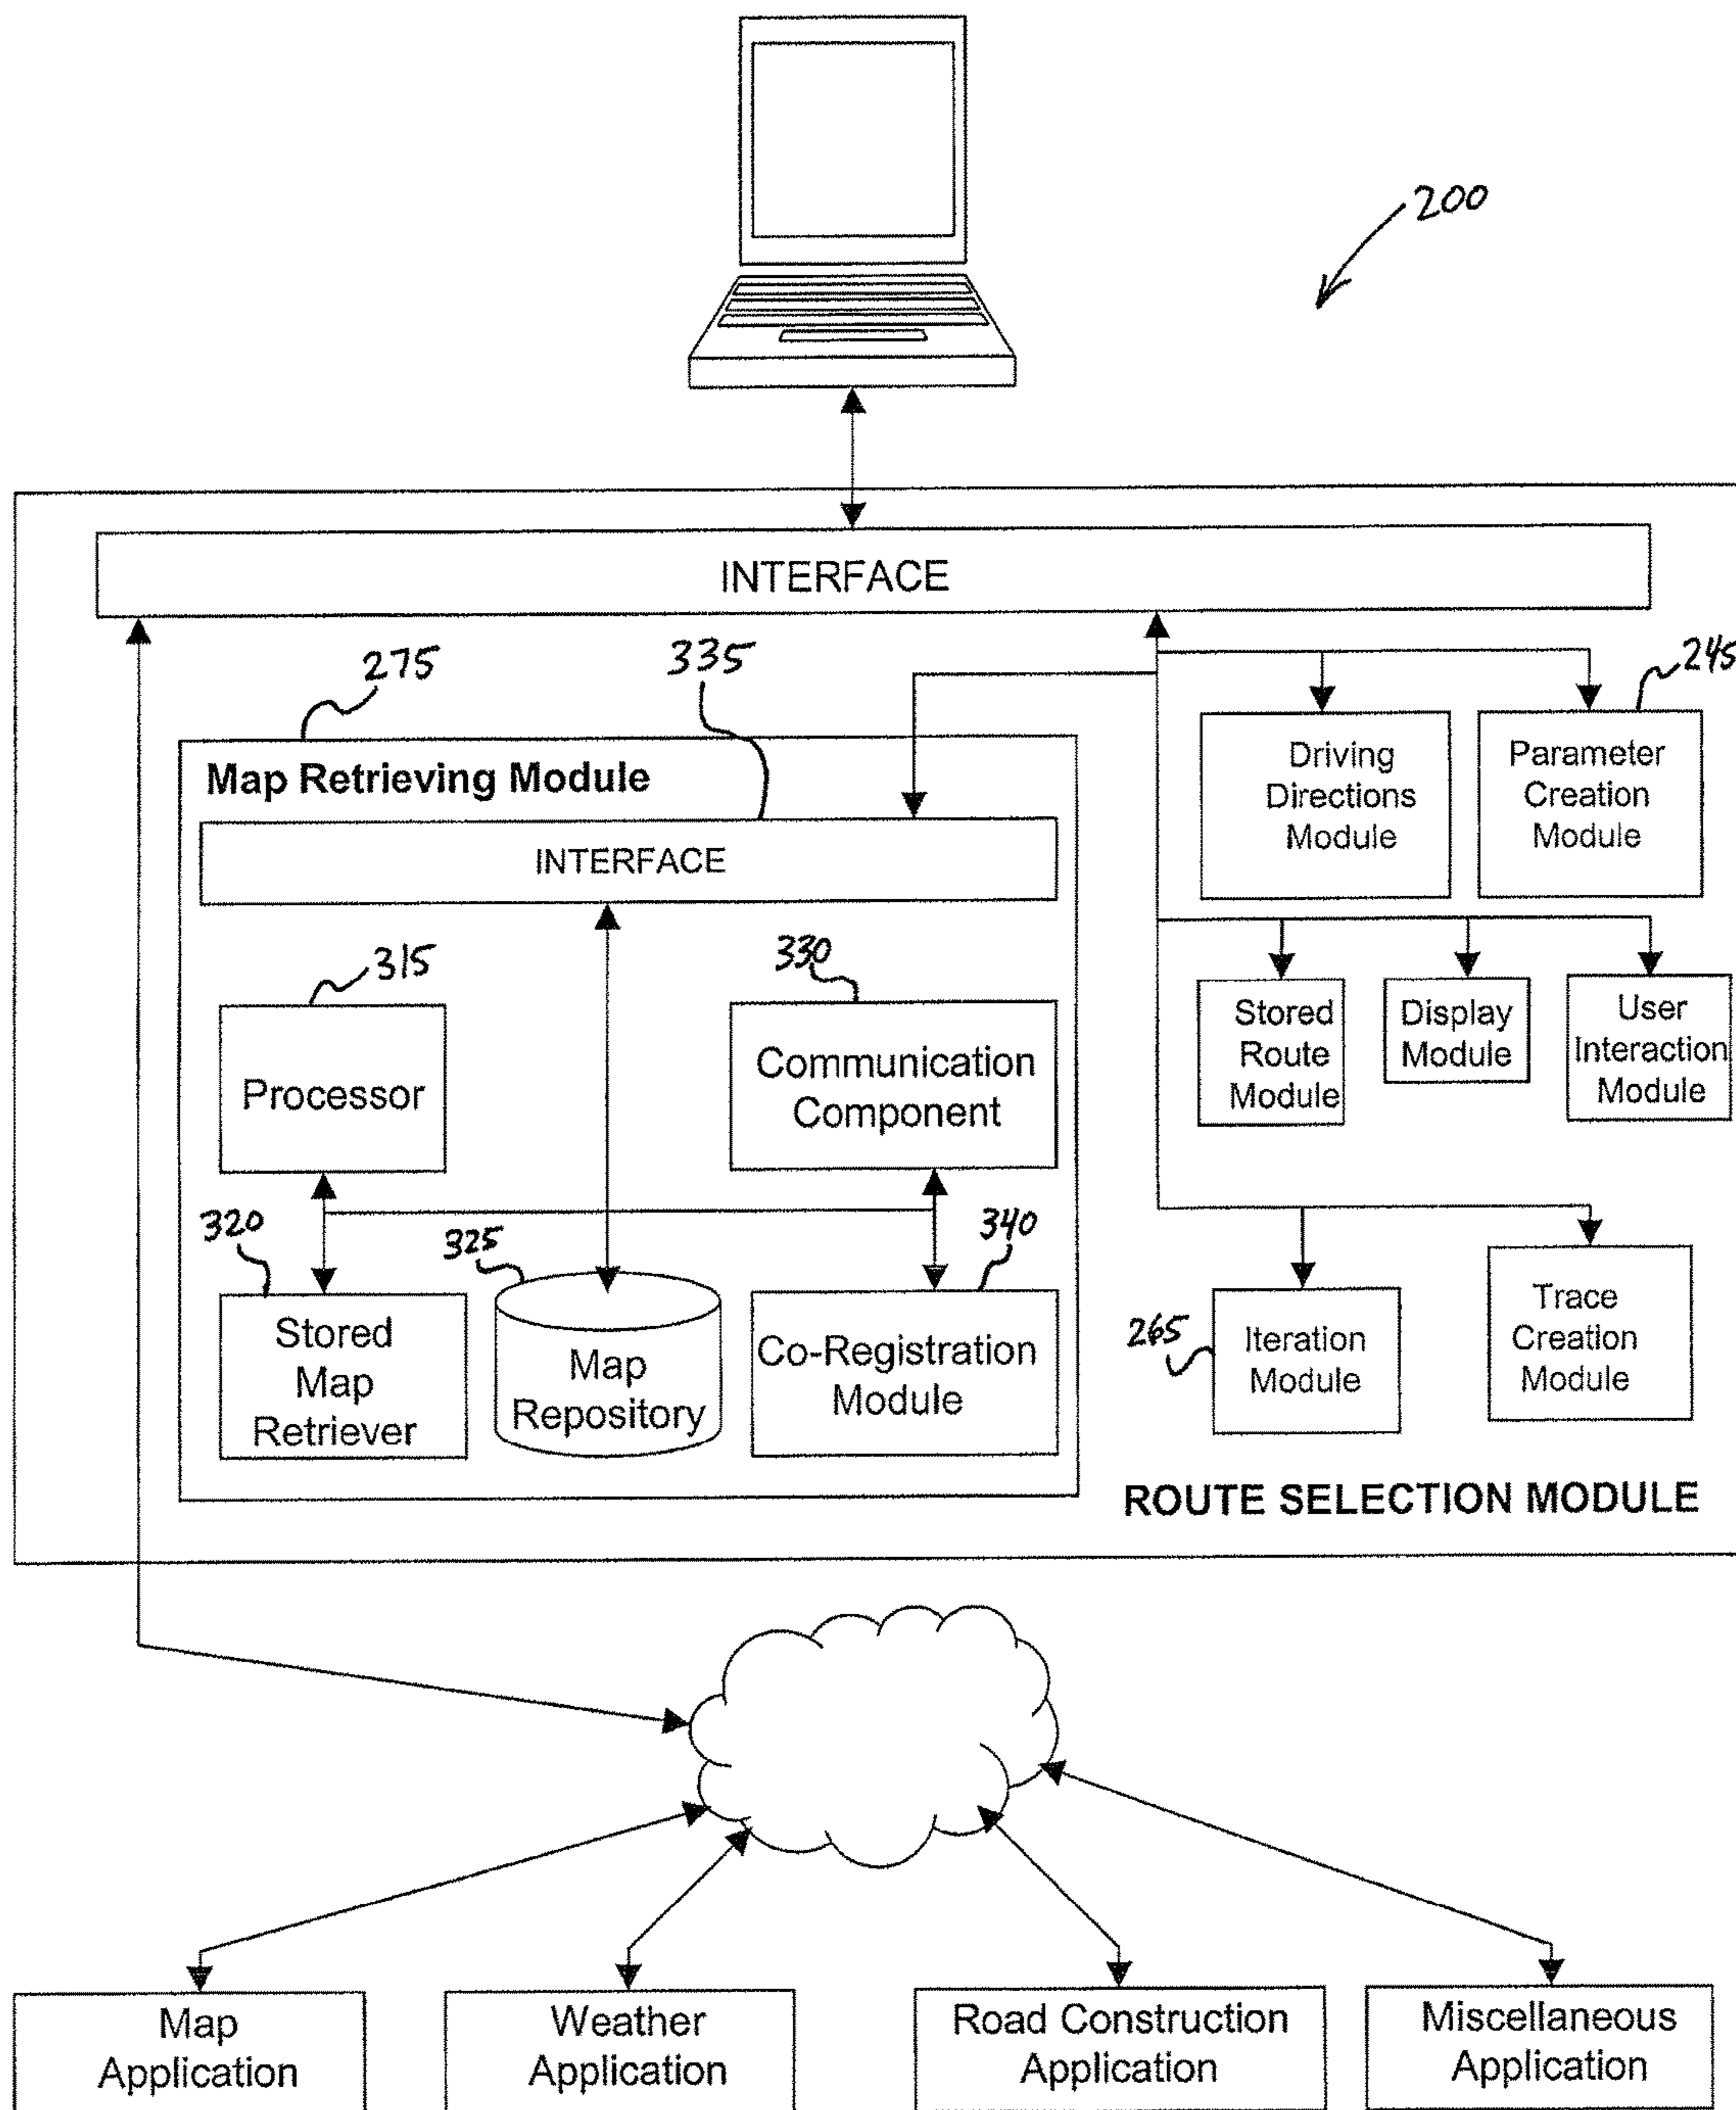 200
INTERFACE
275
335
245
Map Retrieving Module
INTERFACE
Driving
Directions
Module
Parameter
Creation
Module
315
330
Processor
Communication
Component
Stored
Route
Module
Display
Module
User
Interaction
Module
320
325
340
Stored
Map
Retriever
Map
Repository
Co-Registration
Module
265
Iteration
Module
Trace
Creation
Module
ROUTE SELECTION MODULE
Map
Application
Weather
Application
Road Construction
Application
Miscellaneous
Application